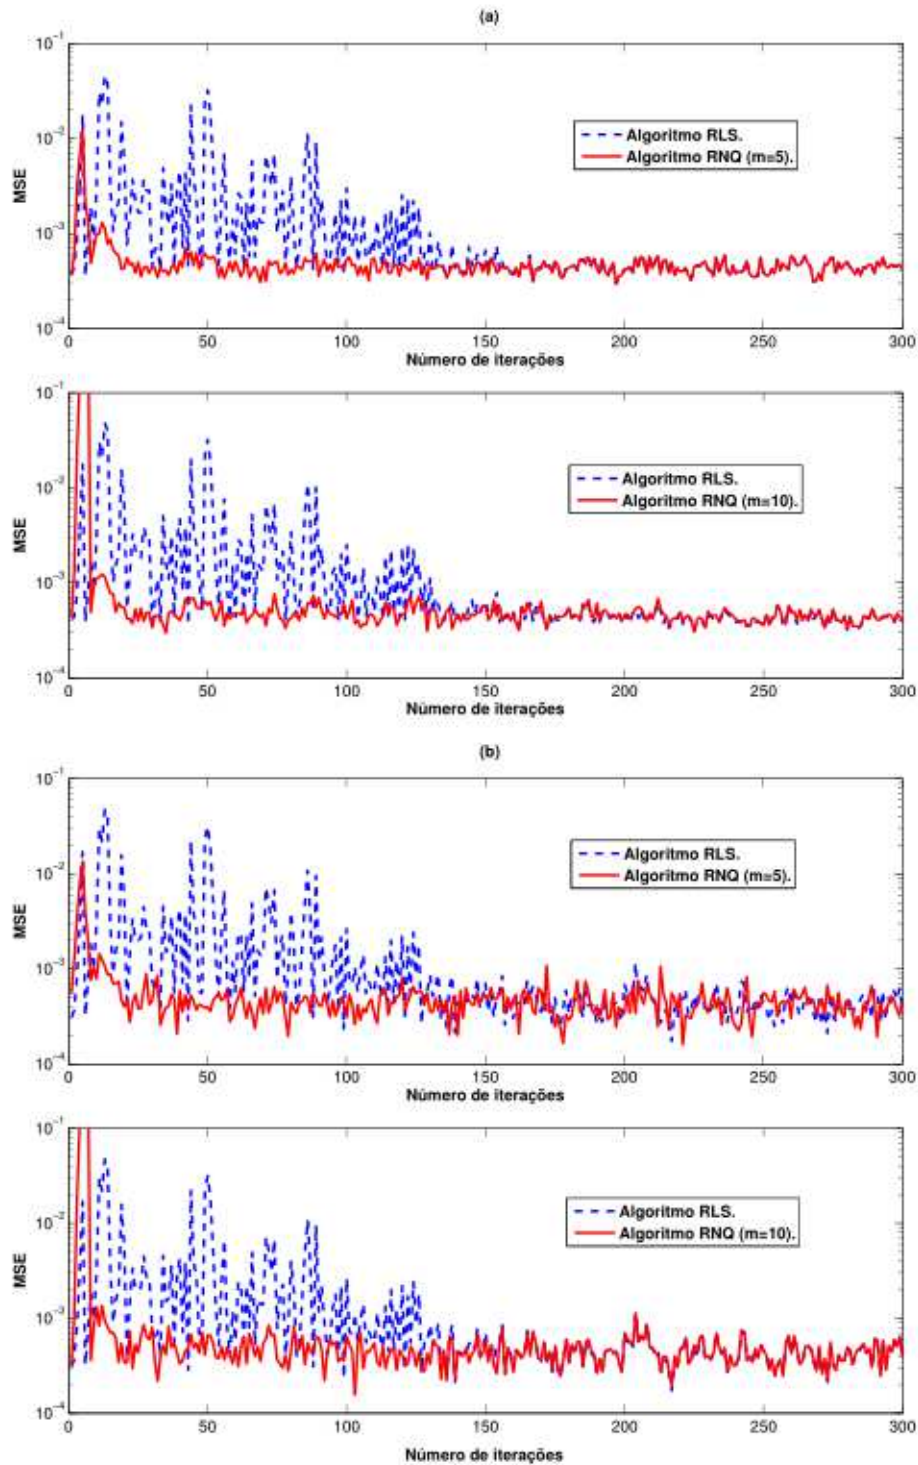 (a)
10⁻¹
10⁻²
10⁻³
10⁻⁴
MSE
Algoritmo RLS.
Algoritmo RNQ (m=5).
0 50 100 150 200 250 300
Número de iterações
10⁻¹
10⁻²
10⁻³
10⁻⁴
MSE
Algoritmo RLS.
Algoritmo RNQ (m=10).
0 50 100 150 200 250 300
Número de iterações
(b)
10⁻¹
10⁻²
10⁻³
10⁻⁴
MSE
Algoritmo RLS.
Algoritmo RNQ (m=5).
0 50 100 150 200 250 300
Número de iterações
10⁻¹
10⁻²
10⁻³
10⁻⁴
MSE
Algoritmo RLS.
Algoritmo RNQ (m=10).
0 50 100 150 200 250 300
Número de iterações